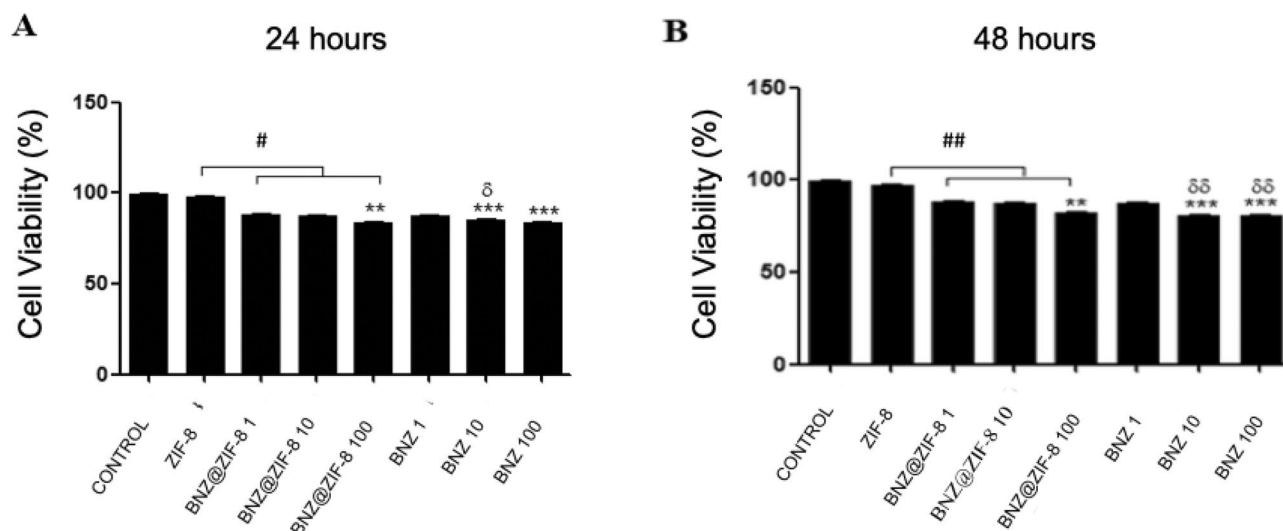 A
24 hours
Cell Viability (%)
150
100
50
0
#
**
δ
***
***
CONTROL
ZIF-8
BNZ@ZIF-8 1
BNZ@ZIF-8 10
BNZ@ZIF-8 100
BNZ 1
BNZ 10
BNZ 100
B
48 hours
Cell Viability (%)
150
100
50
0
##
**
δδ
***
δδ
***
CONTROL
ZIF-8
BNZ@ZIF-8 1
BNZ@ZIF-8 10
BNZ@ZIF-8 100
BNZ 1
BNZ 10
BNZ 100